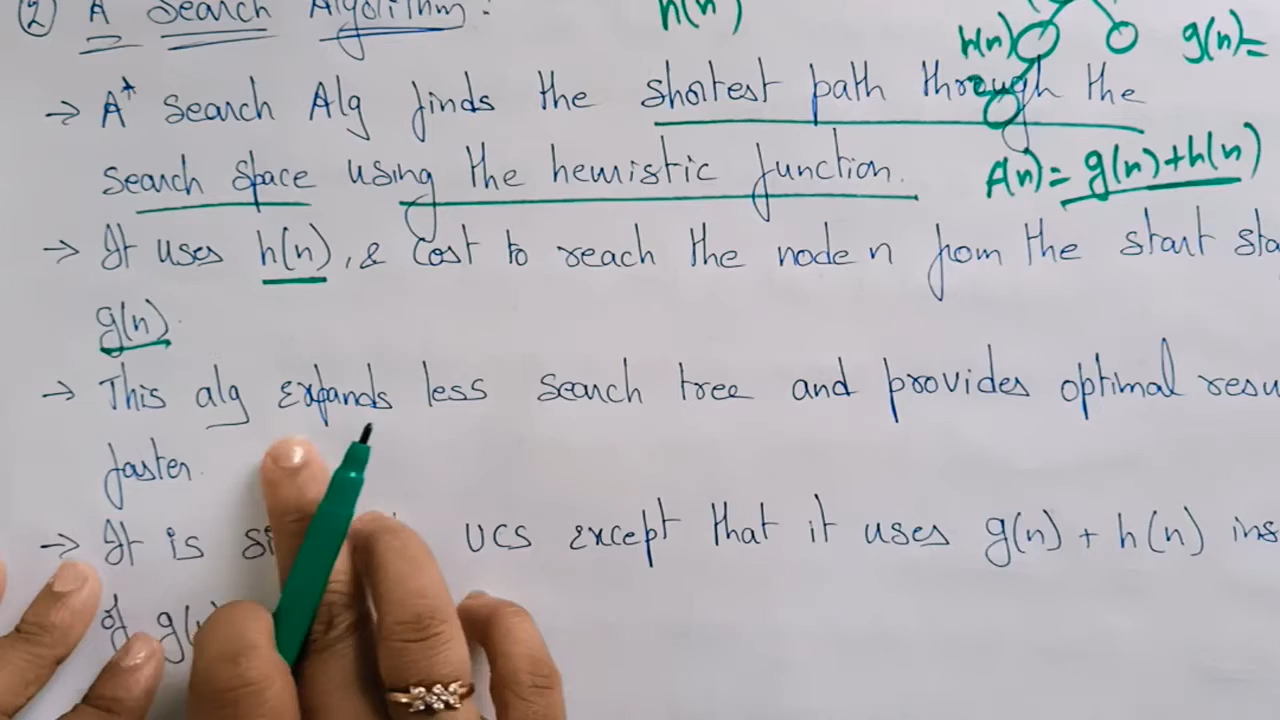 ② A Search Algorithm:
h(n)
h(n) g(n)=
→ A* Search Alg finds the shortest path through the
search space using the hemistic function.
A(n)= g(n)+h(n)
→ It uses h(n), & Cost to reach the node n from the start sta
g(n).
→ This alg expands less search tree and provides optimal resu
faster.
→ It is si UCS except that it uses g(n) + h(n) ins
of g(